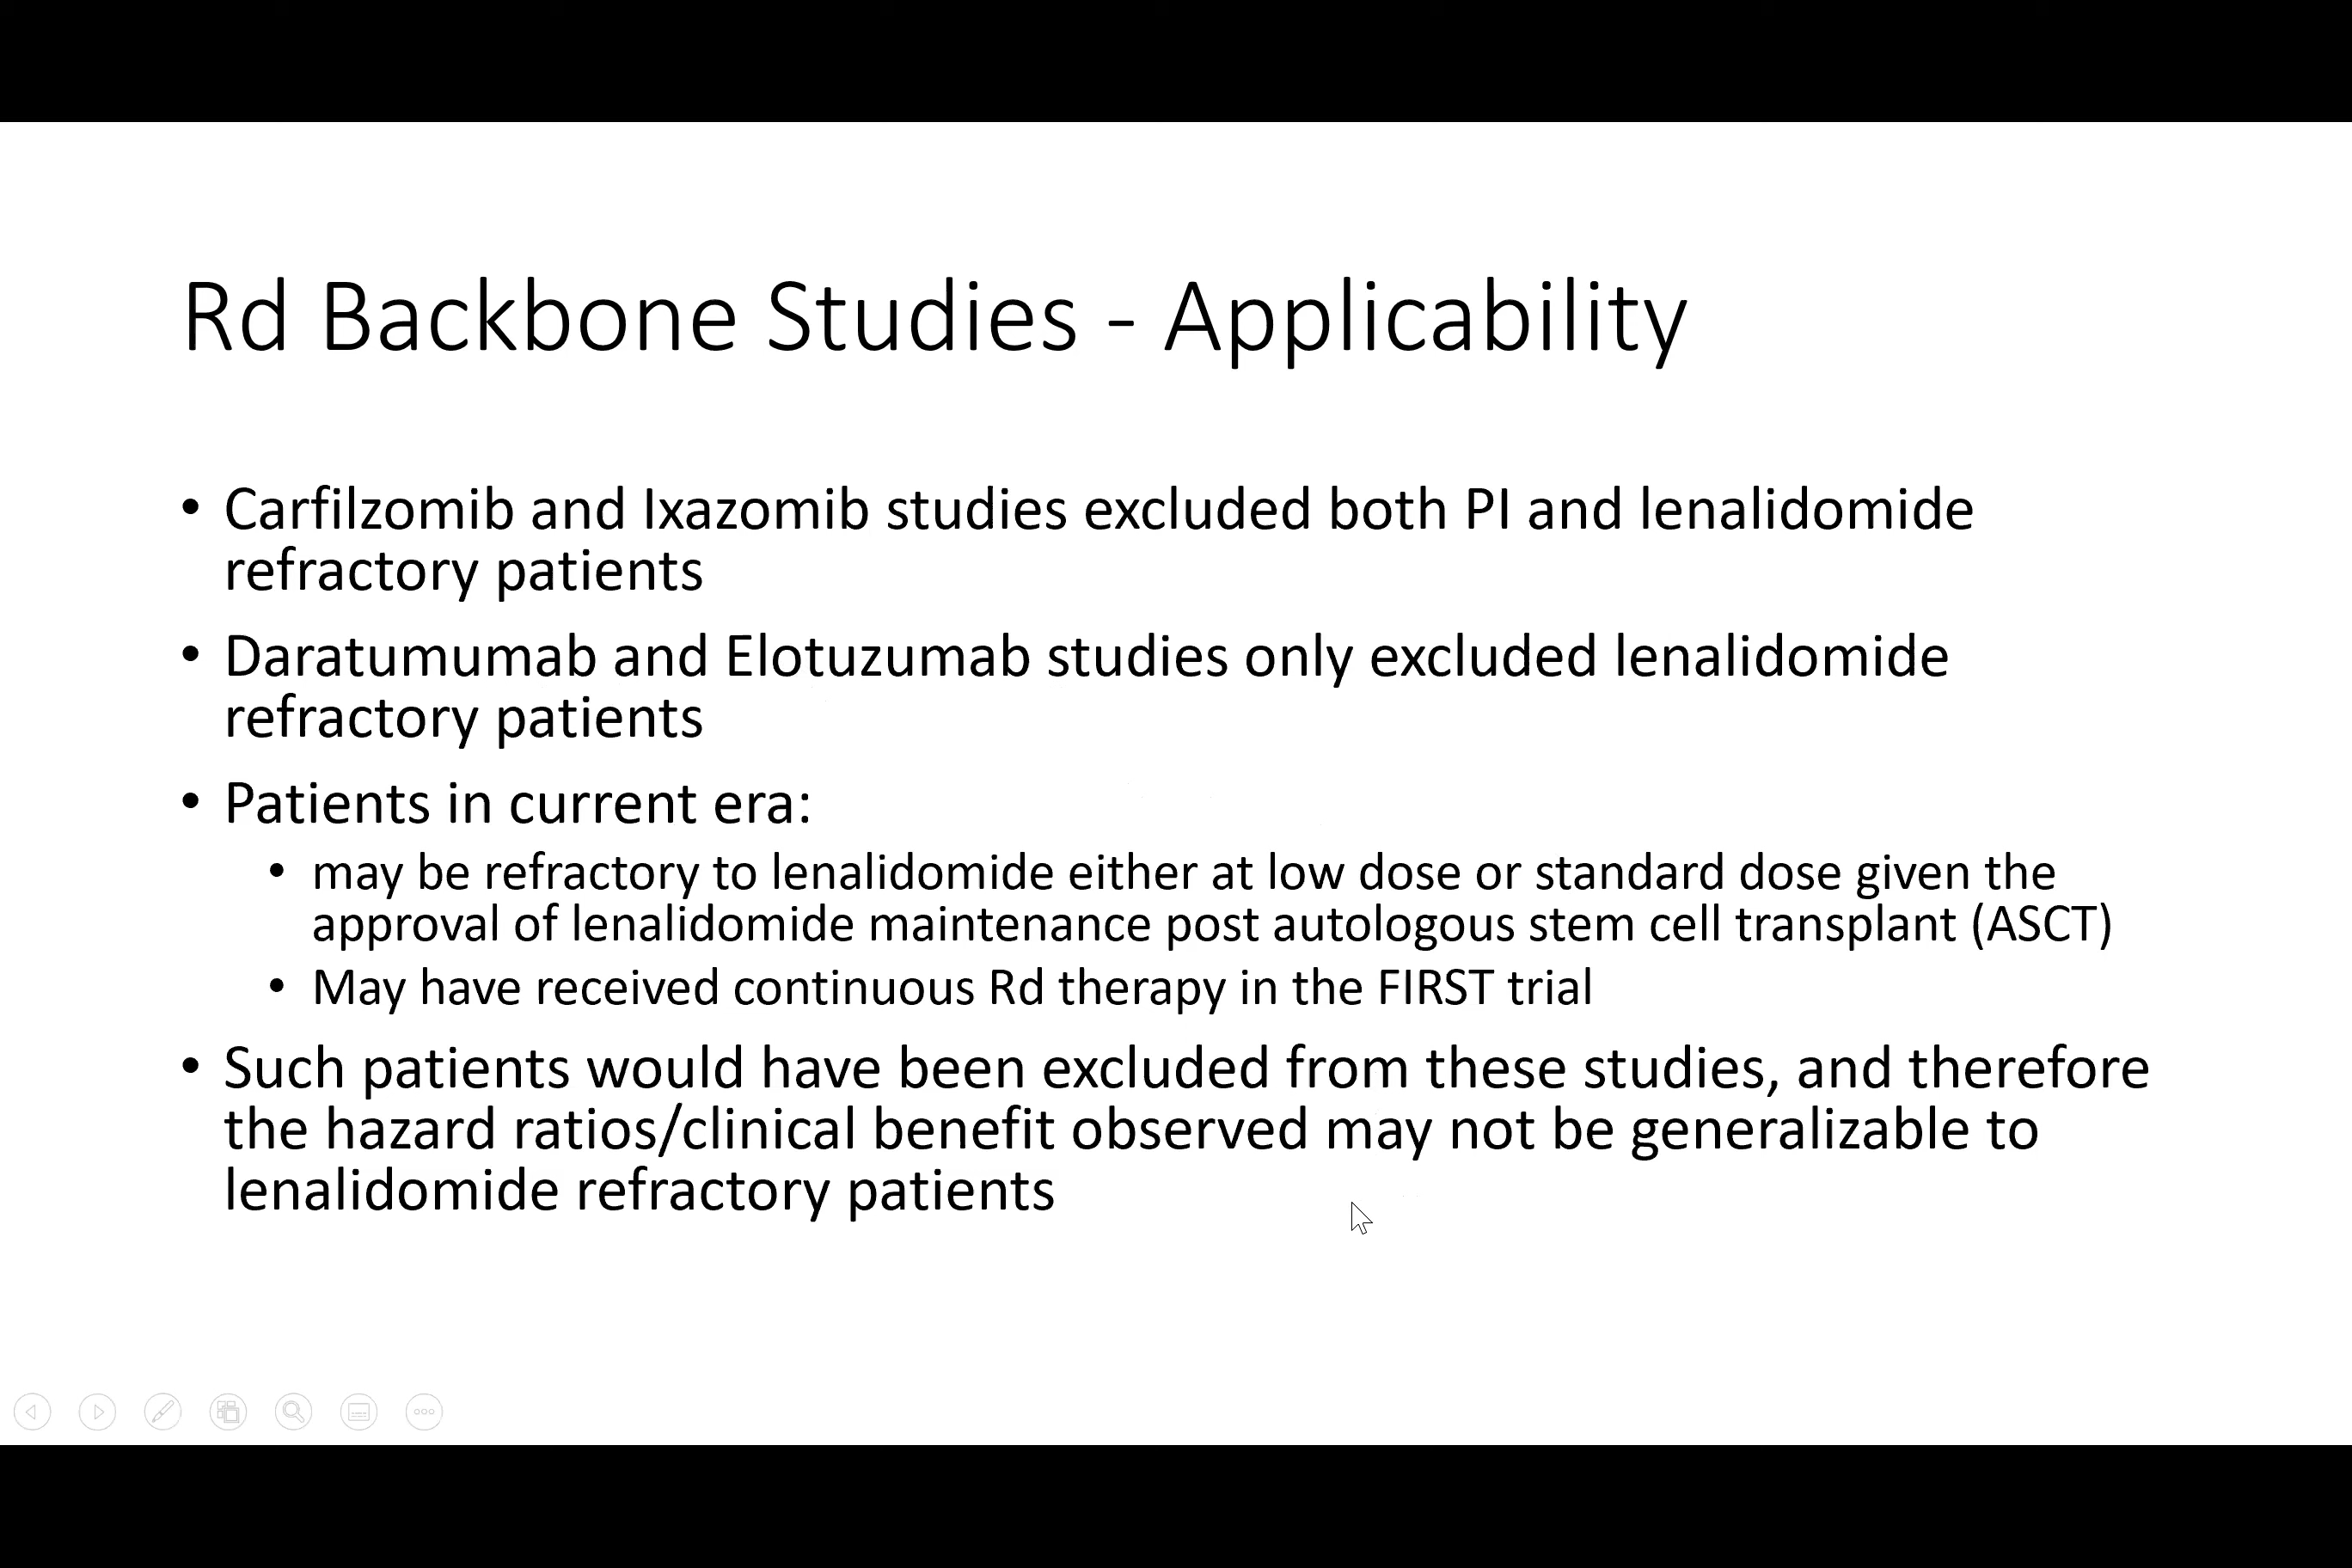 Rd Backbone Studies - Applicability
• Carfilzomib and Ixazomib studies excluded both PI and lenalidomide
refractory patients
• Daratumumab and Elotuzumab studies only excluded lenalidomide
refractory patients
• Patients in current era:
• may be refractory to lenalidomide either at low dose or standard dose given the
approval of lenalidomide maintenance post autologous stem cell transplant (ASCT)
• May have received continuous Rd therapy in the FIRST trial
• Such patients would have been excluded from these studies, and therefore
the hazard ratios/clinical benefit observed may not be generalizable to
lenalidomide refractory patients